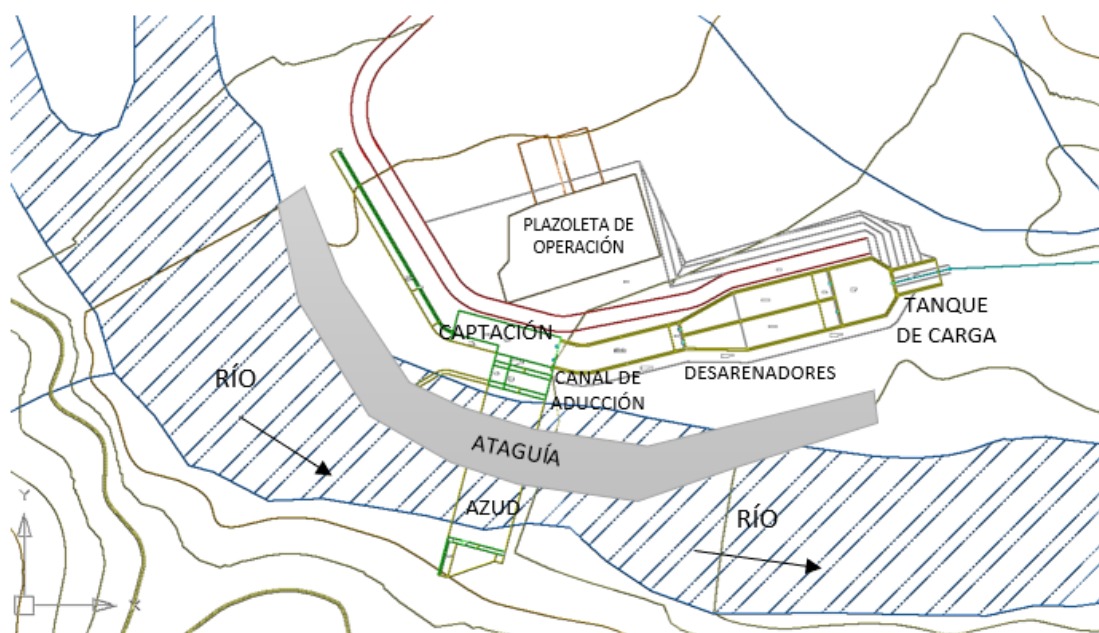 PLAZOLETA DE
OPERACIÓN
CAPTACIÓN
TANQUE
DE CARGA
RÍO
CANAL DE
ADUCCIÓN
DESARENADORES
ATAGUÍA
AZUD
RÍO
Y
X